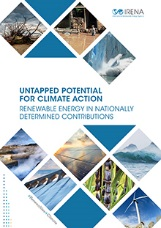 IRENA
UNTAPPED POTENTIAL
FOR CLIMATE ACTION
RENEWABLE ENERGY IN NATIONALLY
DETERMINED CONTRIBUTIONS